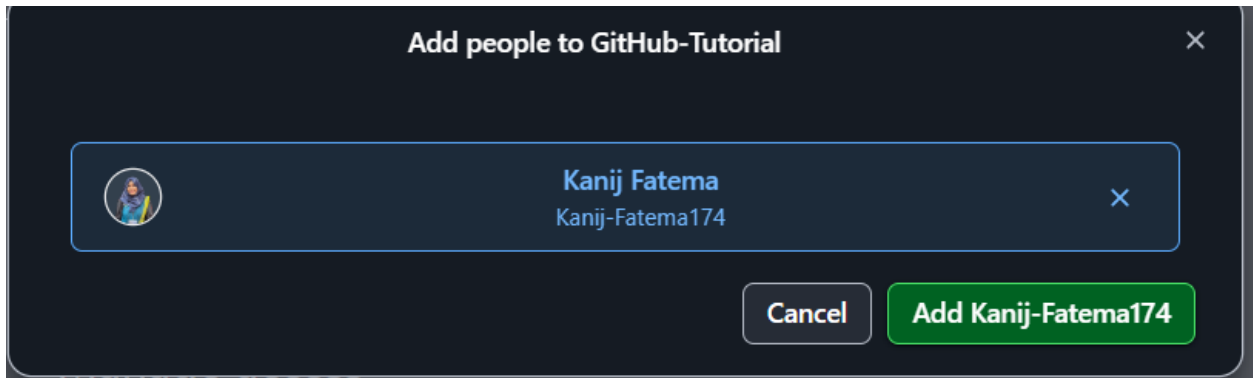 Add people to GitHub-Tutorial
Kanij Fatema
Kanij-Fatema174
Cancel
Add Kanij-Fatema174